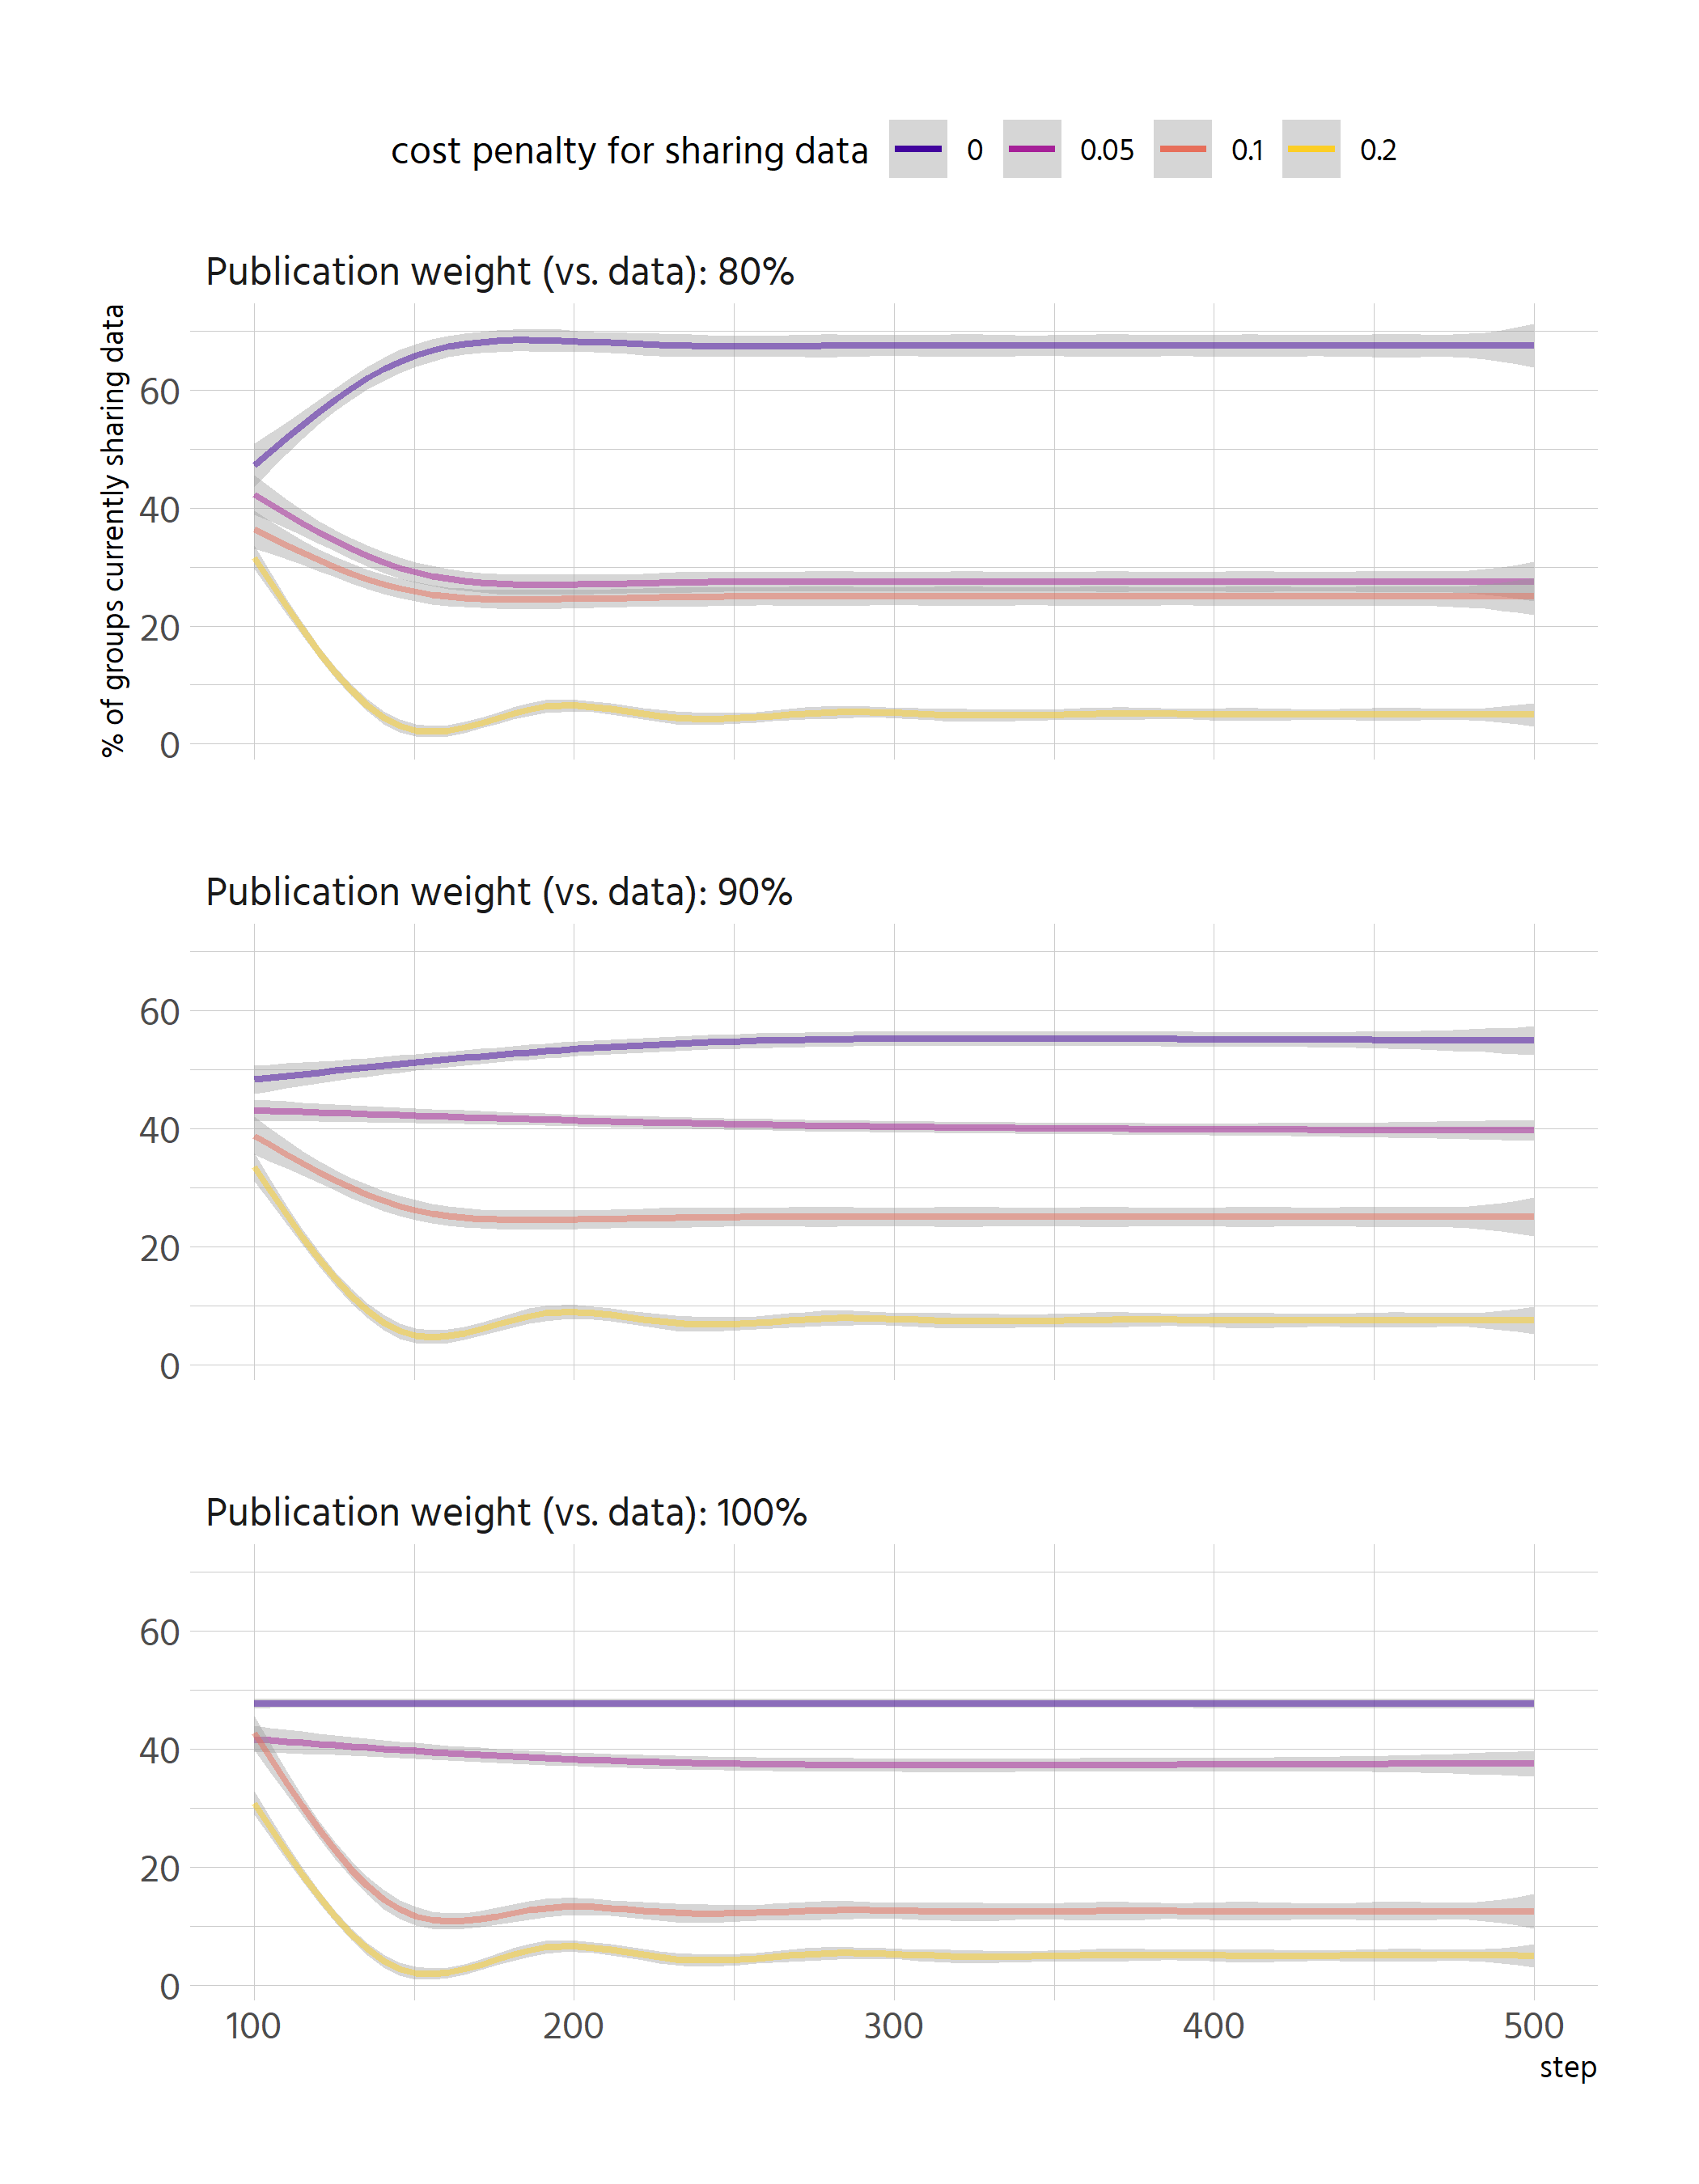 cost penalty for sharing data 0 0.05 0.1 0.2
Publication weight (vs. data): 80%
% of groups currently sharing data
60
40
20
0
Publication weight (vs. data): 90%
60
40
20
0
Publication weight (vs. data): 100%
60
40
20
0
100 200 300 400 500
step